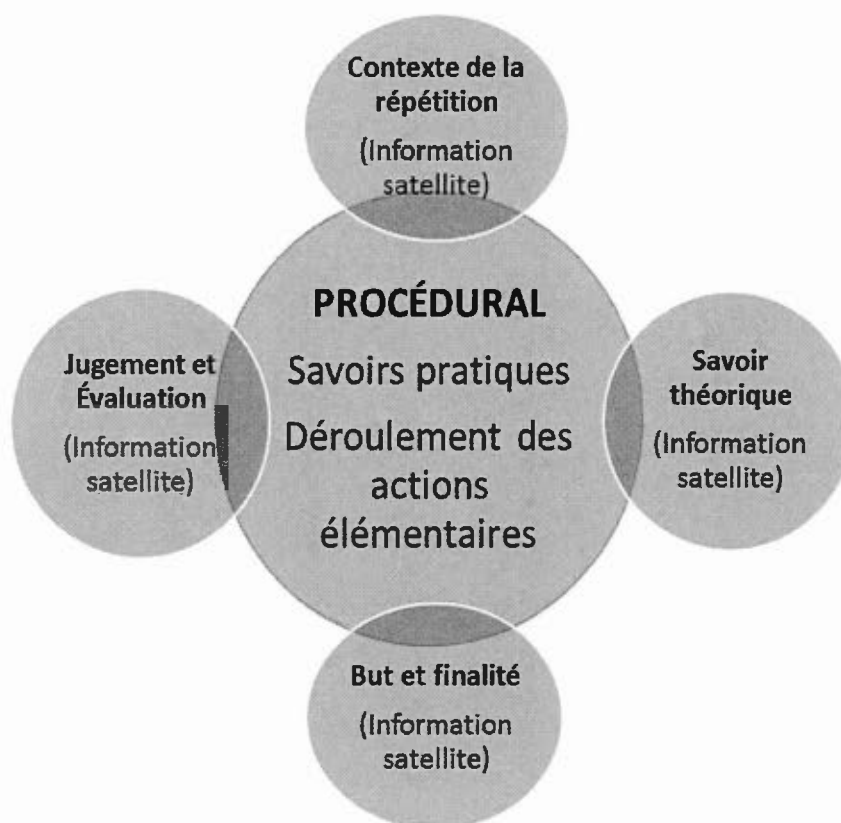 Contexte de la
répétition
(Information
satellite)
PROCÉDURAL
Savoirs pratiques
Déroulement des
actions
élémentaires
Jugement et
Évaluation
(Information
satellite)
Savoir
théorique
(Information
satellite)
But et finalité
(Information
satellite)